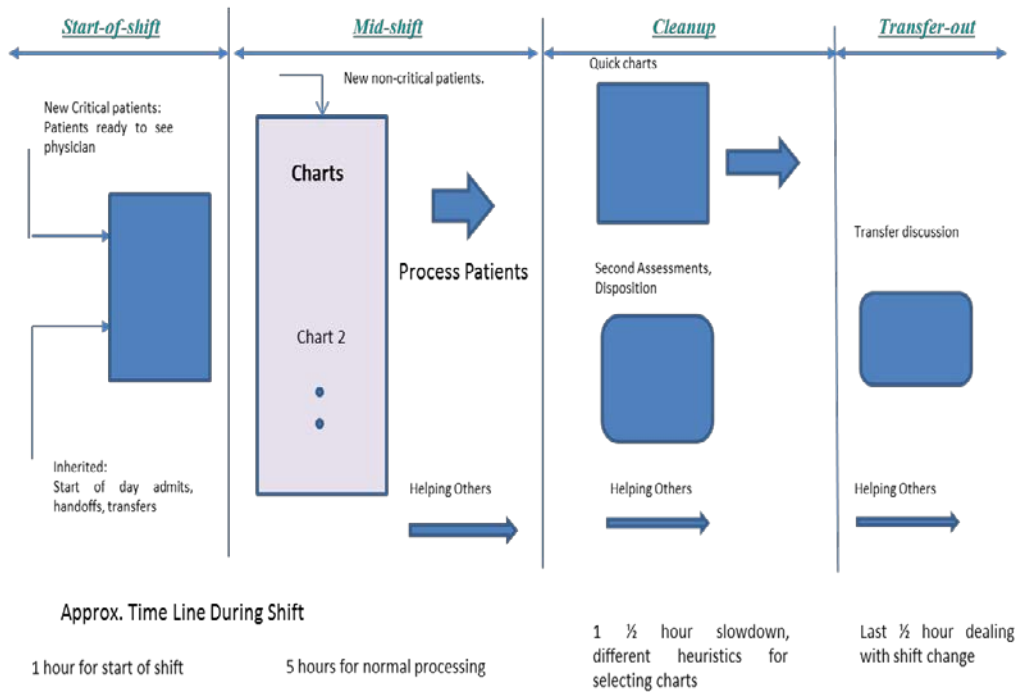 Start-of-shift
Mid-shift
Cleanup
Transfer-out
New Critical patients:
Patients ready to see
physician
Inherited:
Start of day admits,
handoffs, transfers
New non-critical patients.
Charts
Chart 2
Process Patients
Helping Others
Quick charts
Second Assessments,
Disposition
Helping Others
Transfer discussion
Helping Others
Approx. Time Line During Shift
1 hour for start of shift
5 hours for normal processing
1 ½ hour slowdown,
different heuristics for
selecting charts
Last ½ hour dealing
with shift change